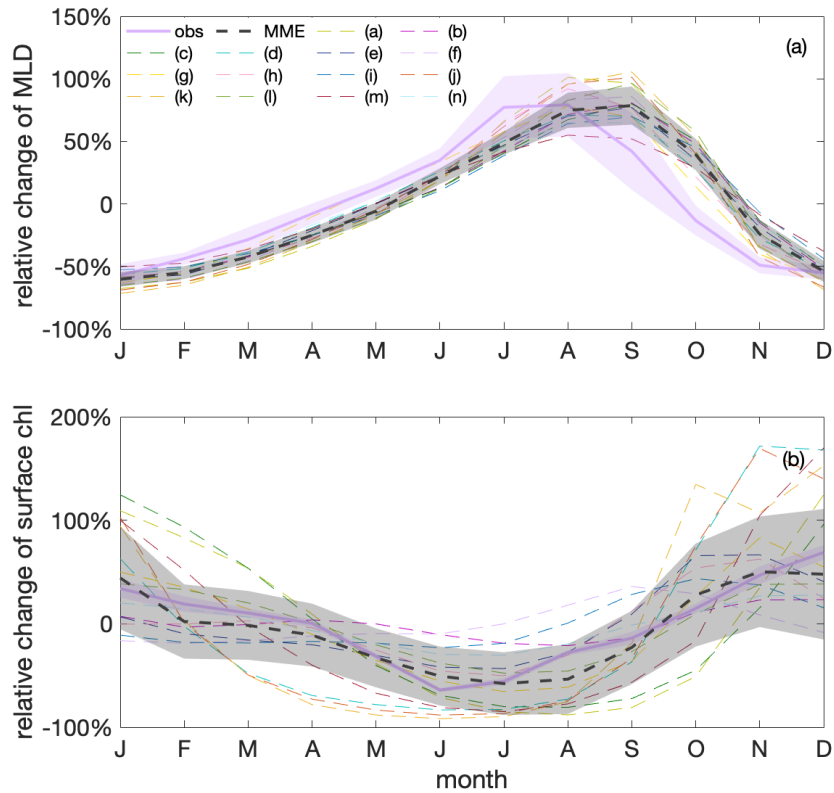 150%
100%
50%
0
-50%
-100%
relative change of MLD
obs MME (a) (b)
(c) (d) (e) (f)
(g) (h) (i) (j)
(k) (l) (m) (n)
(a)
J F M A M J J A S O N D
200%
100%
0
-100%
relative change of surface chl
(b)
J F M A M J J A S O N D
month